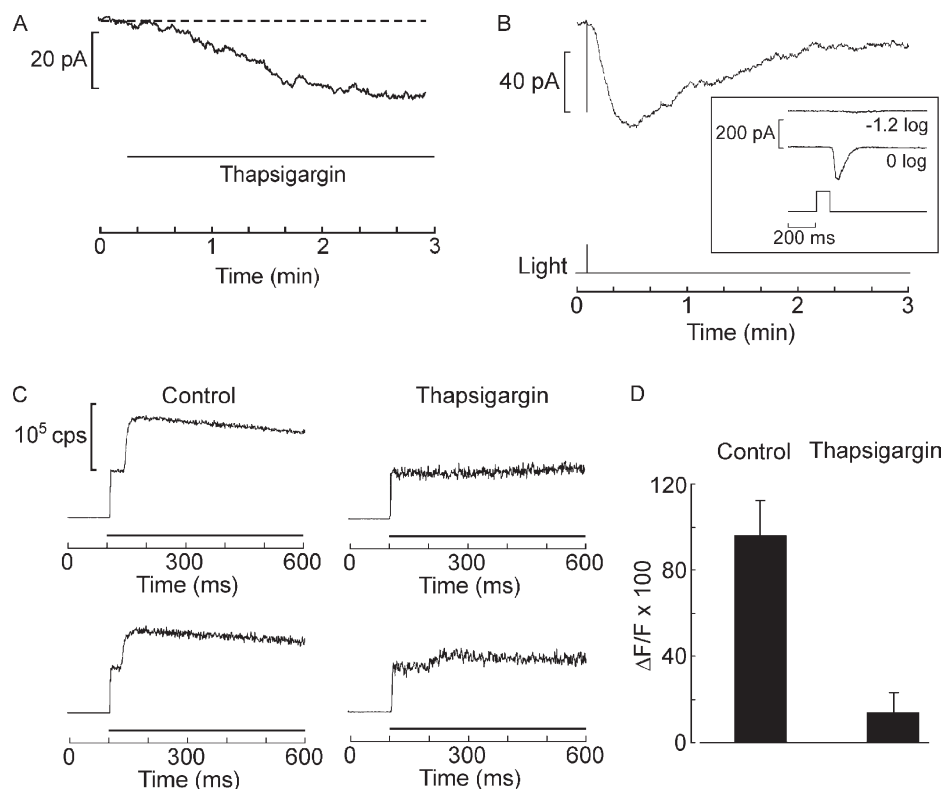 A
20 pA
Thapsigargin
0 1 2 3
Time (min)
B
40 pA
200 pA
-1.2 log
0 log
200 ms
Light
0 1 2 3
Time (min)
C
Control
Thapsigargin
10⁵ cps
0 300 600
Time (ms)
0 300 600
Time (ms)
0 300 600
Time (ms)
0 300 600
Time (ms)
D
Control Thapsigargin
120
80
40
0
ΔF/F x 100